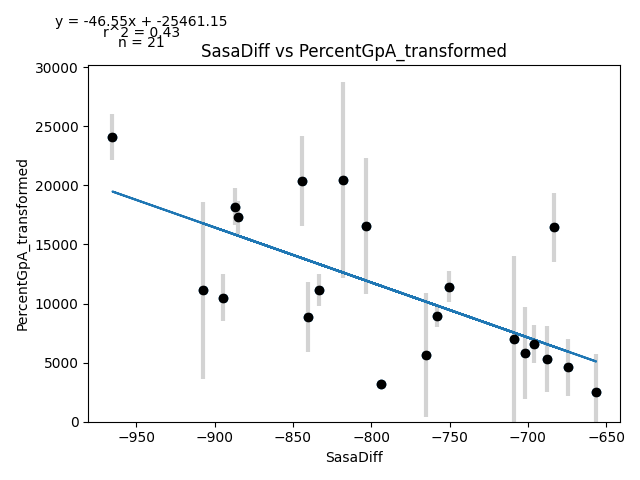 y = -46.55x + -25461.15
r^2 = 0.43
n = 21
SasaDiff vs PercentGpA_transformed
30000
25000
20000
15000
10000
5000
0
PercentGpA_transformed
−950 −900 −850 −800 −750 −700 −650
SasaDiff